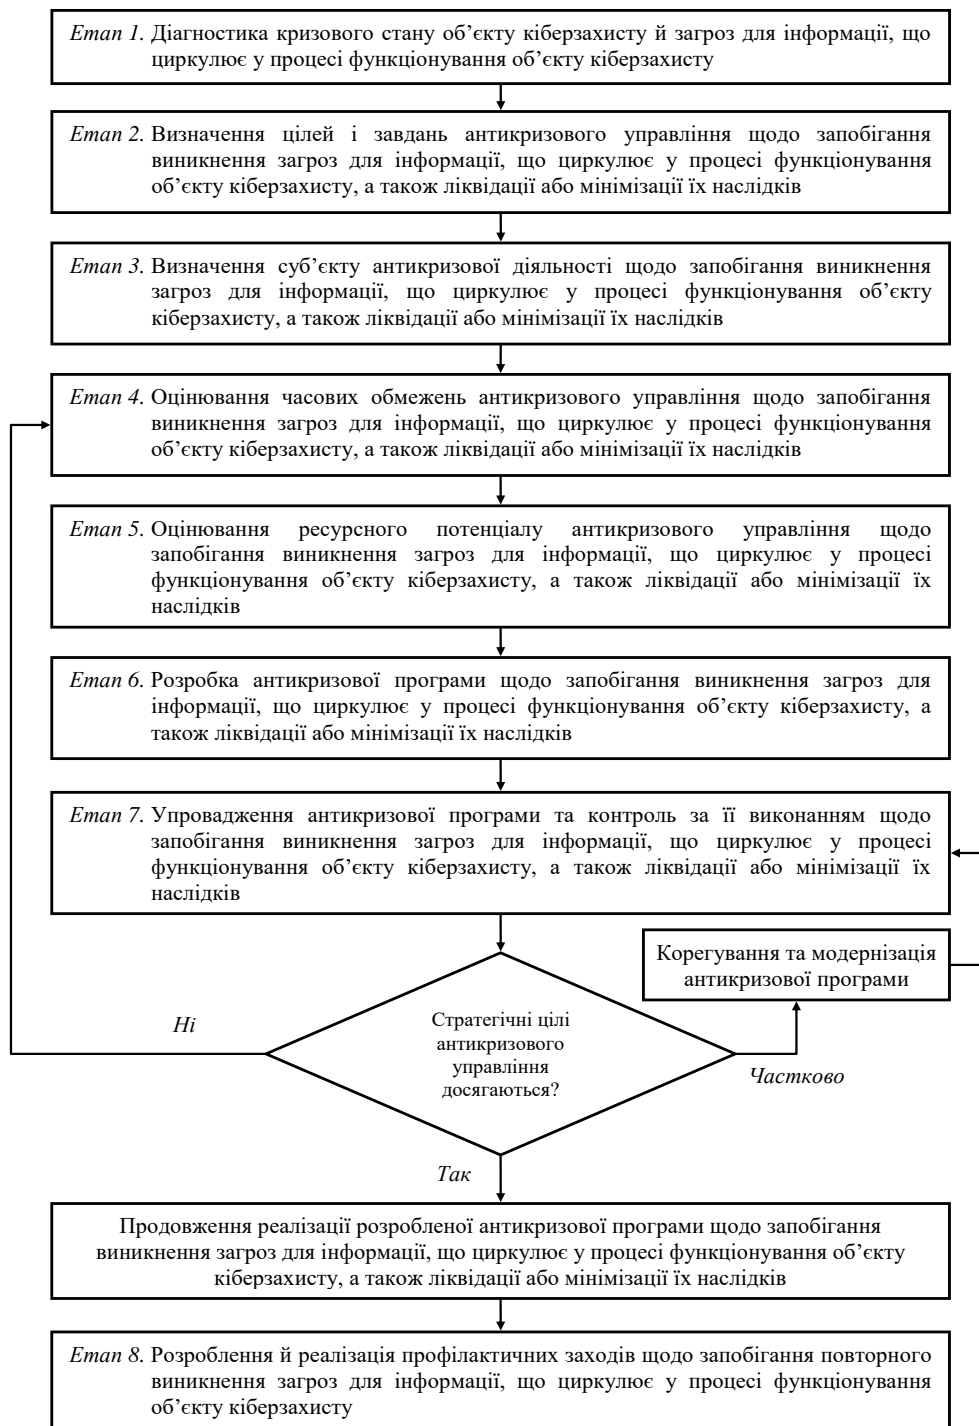 Етап 1. Діагностика кризового стану об’єкту кіберзахисту й загроз для інформації, що
циркулює у процесі функціонування об’єкту кіберзахисту
Етап 2. Визначення цілей і завдань антикризового управління щодо запобігання
виникнення загроз для інформації, що циркулює у процесі функціонування
об’єкту кіберзахисту, а також ліквідації або мінімізації їх наслідків
Етап 3. Визначення суб’єкту антикризової діяльності щодо запобігання виникнення
загроз для інформації, що циркулює у процесі функціонування об’єкту
кіберзахисту, а також ліквідації або мінімізації їх наслідків
Етап 4. Оцінювання часових обмежень антикризового управління щодо запобігання
виникнення загроз для інформації, що циркулює у процесі функціонування
об’єкту кіберзахисту, а також ліквідації або мінімізації їх наслідків
Етап 5. Оцінювання ресурсного потенціалу антикризового управління щодо
запобігання виникнення загроз для інформації, що циркулює у процесі
функціонування об’єкту кіберзахисту, а також ліквідації або мінімізації їх
наслідків
Етап 6. Розробка антикризової програми щодо запобігання виникнення загроз для
інформації, що циркулює у процесі функціонування об’єкту кіберзахисту, а
також ліквідації або мінімізації їх наслідків
Етап 7. Упровадження антикризової програми та контроль за її виконанням щодо
запобігання виникнення загроз для інформації, що циркулює у процесі
функціонування об’єкту кіберзахисту, а також ліквідації або мінімізації їх
наслідків
Корегування та модернізація
антикризової програми
Ні
Стратегічні цілі
антикризового
управління
досягаються?
Частково
Так
Продовження реалізації розробленої антикризової програми щодо запобігання
виникнення загроз для інформації, що циркулює у процесі функціонування об’єкту
кіберзахисту, а також ліквідації або мінімізації їх наслідків
Етап 8. Розроблення й реалізація профілактичних заходів щодо запобігання повторного
виникнення загроз для інформації, що циркулює у процесі функціонування
об’єкту кіберзахисту